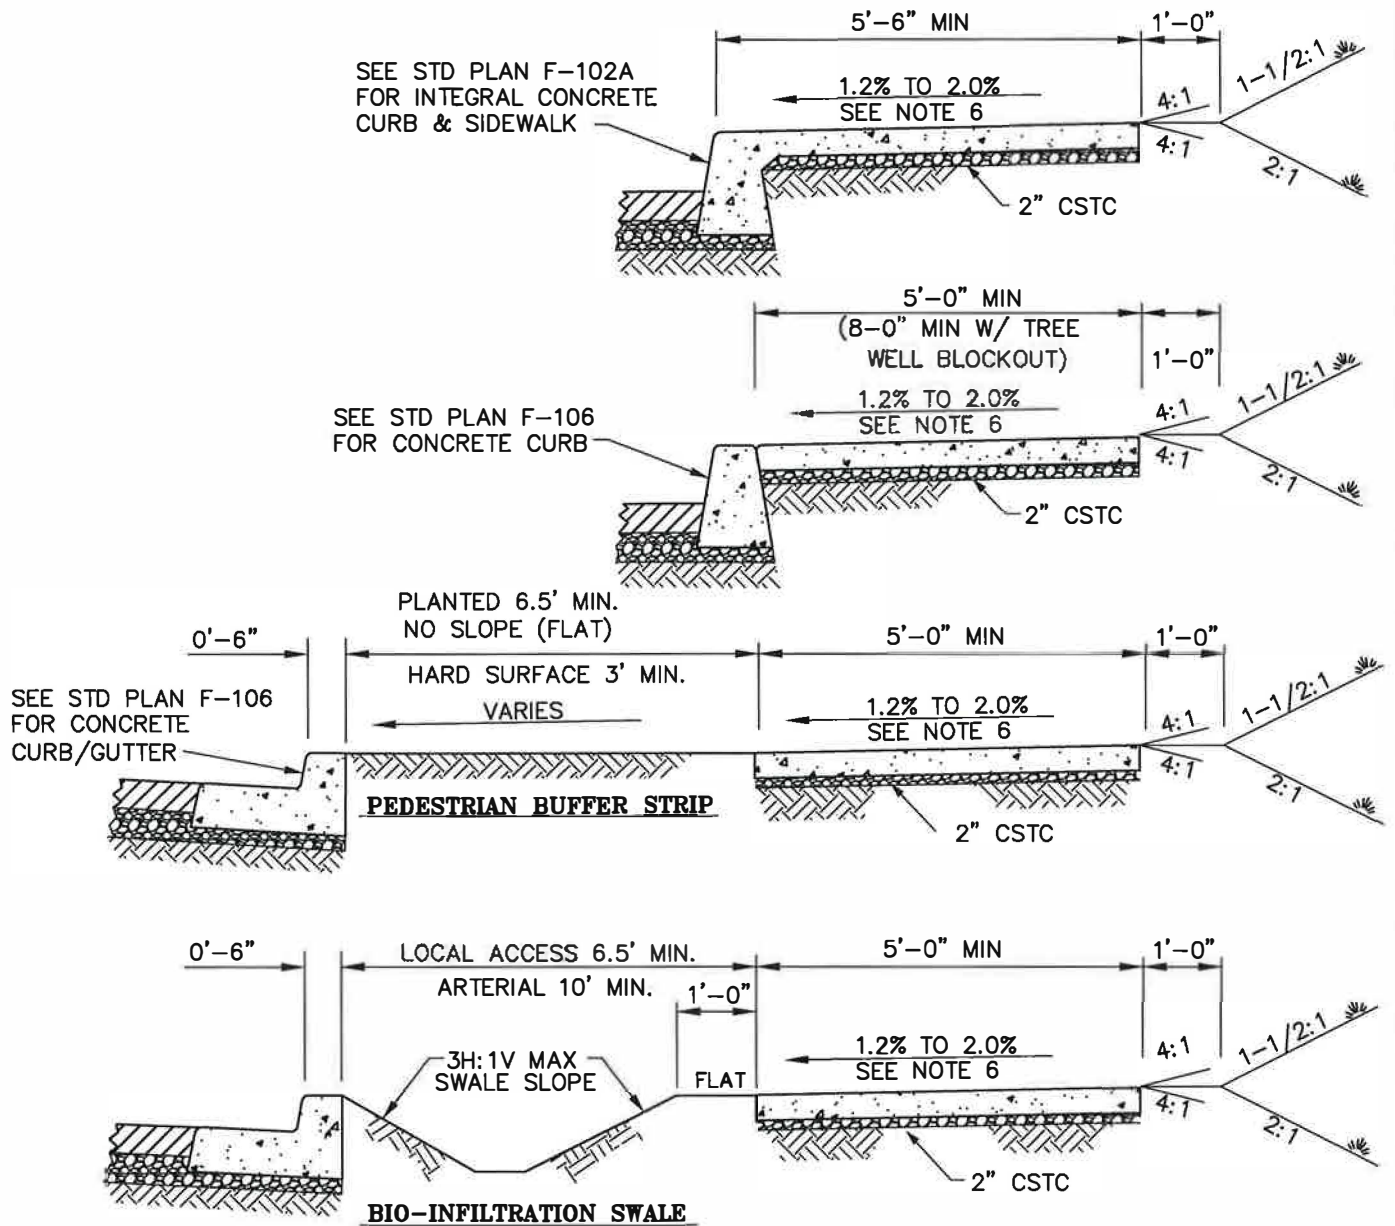 5'-6" MIN
1'-0"
SEE STD PLAN F-102A
FOR INTEGRAL CONCRETE
CURB & SIDEWALK
1.2% TO 2.0%
SEE NOTE 6
4:1
4:1
1-1/2:1
2:1
2" CSTC
5'-0" MIN
(8-0" MIN W/ TREE
WELL BLOCKOUT)
1'-0"
SEE STD PLAN F-106
FOR CONCRETE CURB
1.2% TO 2.0%
SEE NOTE 6
4:1
4:1
1-1/2:1
2:1
2" CSTC
0'-6"
PLANTED 6.5' MIN.
NO SLOPE (FLAT)
HARD SURFACE 3' MIN.
VARIES
5'-0" MIN
1'-0"
SEE STD PLAN F-106
FOR CONCRETE
CURB/GUTTER
1.2% TO 2.0%
SEE NOTE 6
4:1
4:1
1-1/2:1
2:1
PEDESTRIAN BUFFER STRIP
2" CSTC
0'-6"
LOCAL ACCESS 6.5' MIN.
ARTERIAL 10' MIN.
1'-0"
5'-0" MIN
1'-0"
3H:1V MAX
SWALE SLOPE
FLAT
1.2% TO 2.0%
SEE NOTE 6
4:1
4:1
1-1/2:1
2:1
2" CSTC
BIO-INFILTRATION SWALE